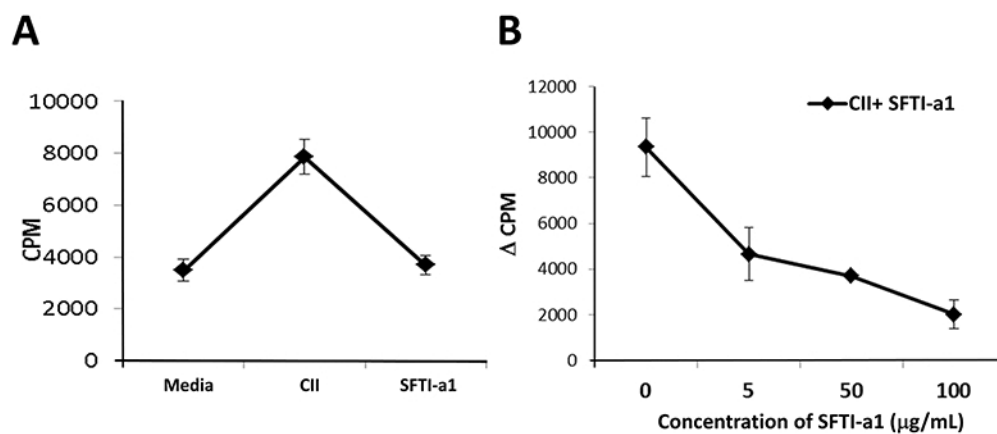 A
CPM
10000
8000
6000
4000
2000
0
Media CII SFTI-a1
B
Δ CPM
12000
10000
8000
6000
4000
2000
0
CII+ SFTI-a1
0 5 50 100
Concentration of SFTI-a1 (μg/mL)